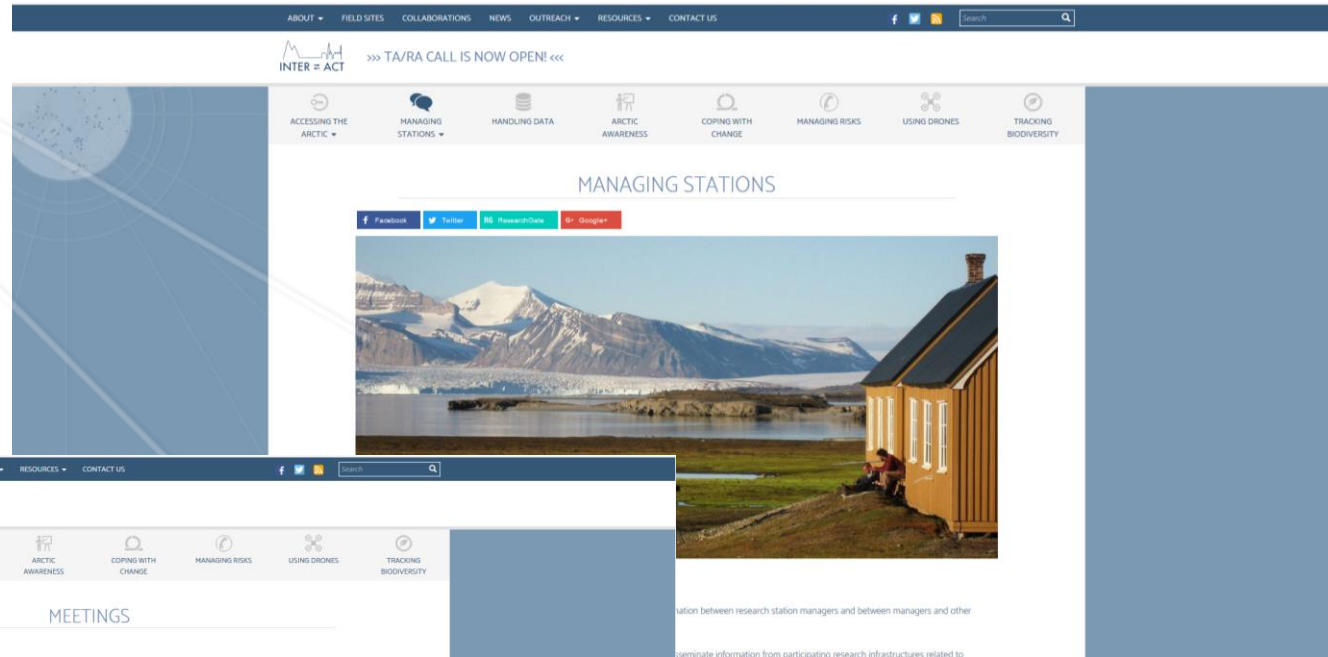 ABOUT FIELD SITES COLLABORATIONS NEWS OUTREACH RESOURCES CONTACT US Search
INTER = ACT
>>> TA/RA CALL IS NOW OPEN! <<<
ACCESSING THE ARCTIC
MANAGING STATIONS
HANDLING DATA
ARCTIC AWARENESS
COPING WITH CHANGE
MANAGING RISKS
USING DRONES
TRACKING BIODIVERSITY
MANAGING STATIONS
Facebook Twitter RG ResearchGate G+ Google+
RESOURCES CONTACT US Search
ARCTIC AWARENESS
COPING WITH CHANGE
MANAGING RISKS
USING DRONES
TRACKING BIODIVERSITY
MEETINGS
between research station managers and between managers and other
information from participating research infrastructures related to